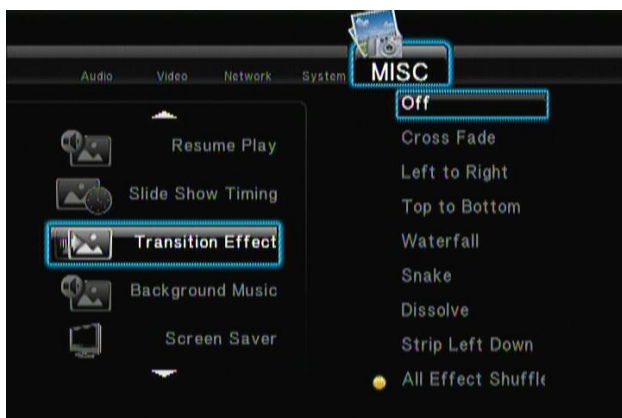 Audio Video Network System MISC
Resume Play
Slide Show Timing
Transition Effect
Background Music
Screen Saver
Off
Cross Fade
Left to Right
Top to Bottom
Waterfall
Snake
Dissolve
Strip Left Down
All Effect Shuffle